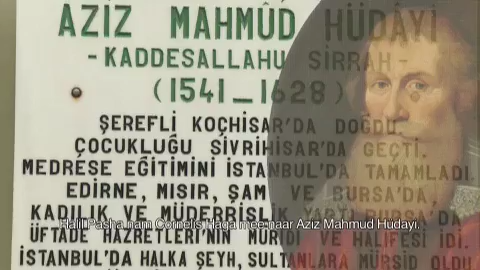 AZİZ MAHMÛD HÜDÂYİ
- KADDESALLAHU SIRRAH -
(1541_1628)
ŞEREFLİ KOÇHİSAR'DA DOĞDU.
ÇOCUKLUĞU SİVRİHİSAR'DA GEÇTİ.
MEDRESE EĞİTİMİNİ İSTANBUL'DA TAMAMLADI
EDİRNE, MISIR, ŞAM VE BURSA'DA,
KADILIK VE MÜDERRİSLİK
Halil Pasha nam Cornelis Haga mee naar Aziz Mahmud Hudayi.
ÜFTADE HAZRETLERİ'NİN MÜRİDİ VE HALİFESİ İDİ.
İSTANBUL'DA HALKA ŞEYH, SULTANLARA MÜRŞİD OLDU